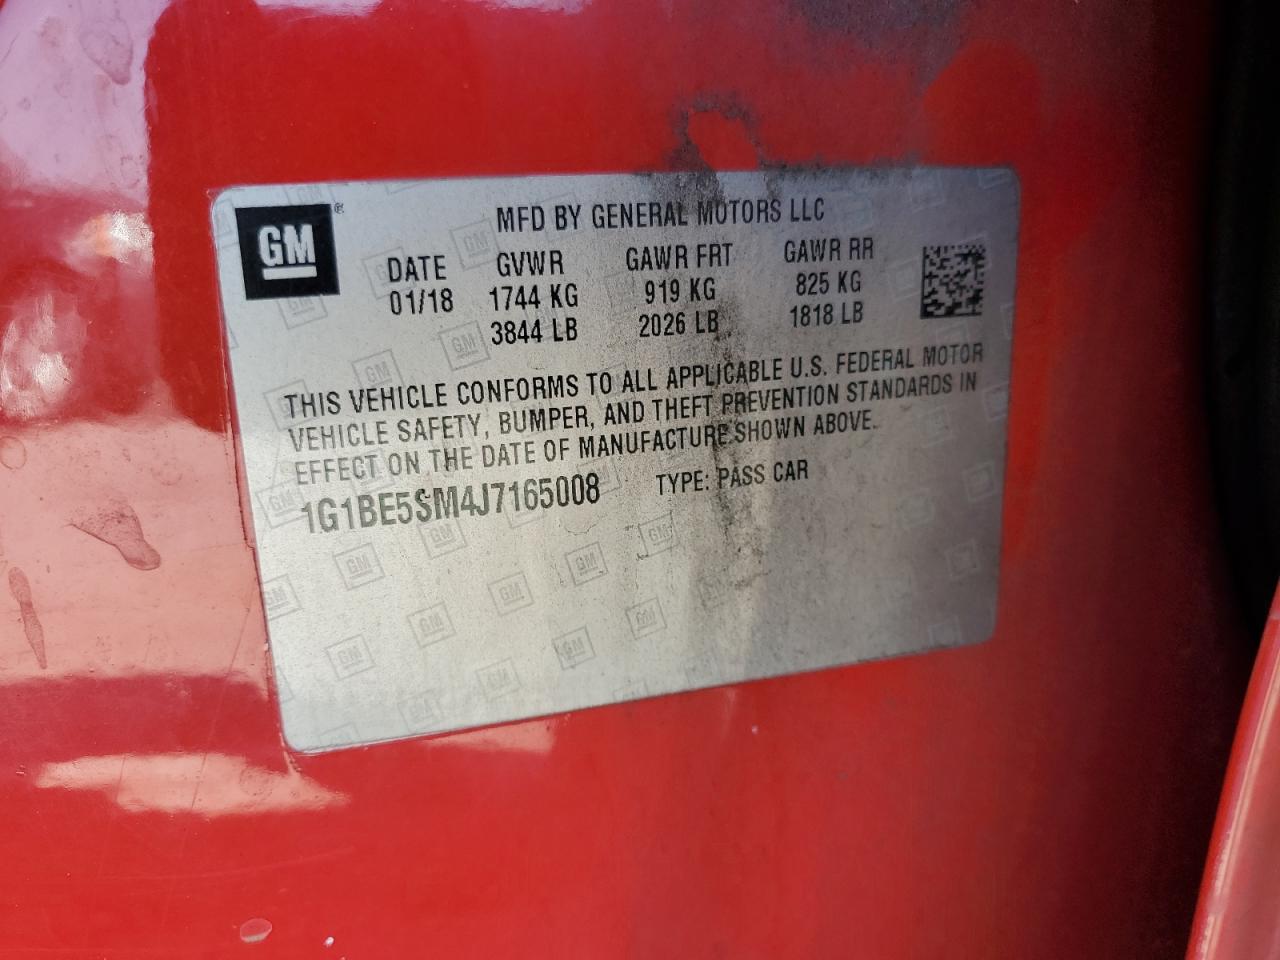 GM ®
MFD BY GENERAL MOTORS LLC
DATE GVWR GAWR FRT GAWR RR
01/18 1744 KG 919 KG 825 KG
3844 LB 2026 LB 1818 LB
THIS VEHICLE CONFORMS TO ALL APPLICABLE U.S. FEDERAL MOTOR
VEHICLE SAFETY, BUMPER, AND THEFT PREVENTION STANDARDS IN
EFFECT ON THE DATE OF MANUFACTURE SHOWN ABOVE.
1G1BE5SM4J7165008 TYPE: PASS CAR